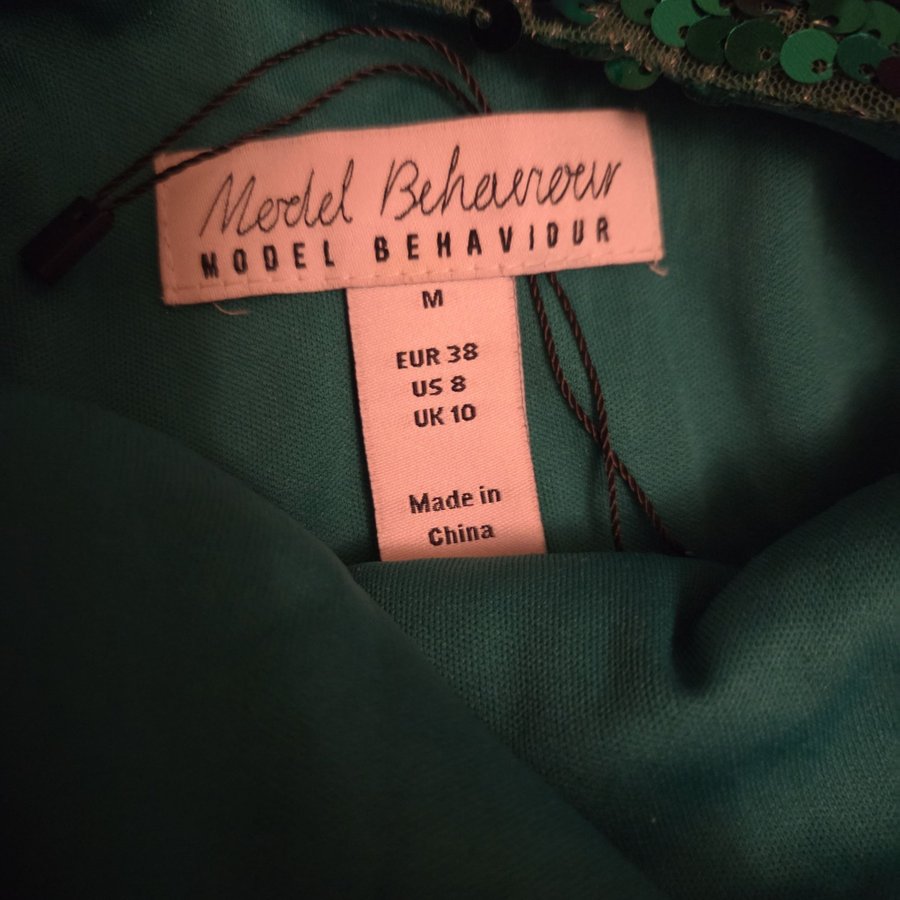 Model Behaviour
MODEL BEHAVIOUR
M
EUR 38
US 8
UK 10
Made in
China